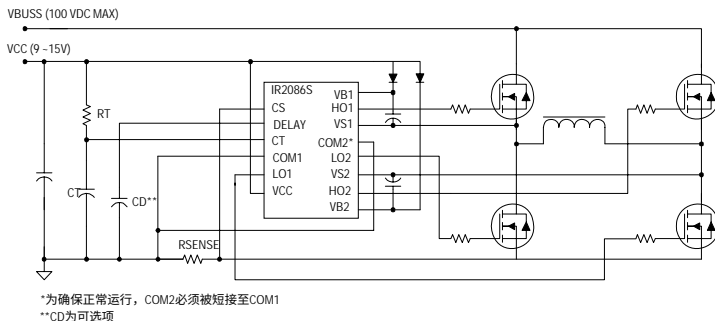 VBUSS (100 VDC MAX)
VCC (9 ~15V)
IR2086S
RT
CT
CD**
RSENSE
CS
DELAY
CT
COM1
LO1
VCC
VB1
HO1
VS1
COM2*
LO2
VS2
HO2
VB2
*为确保正常运行，COM2必须被短接至COM1
**CD为可选项